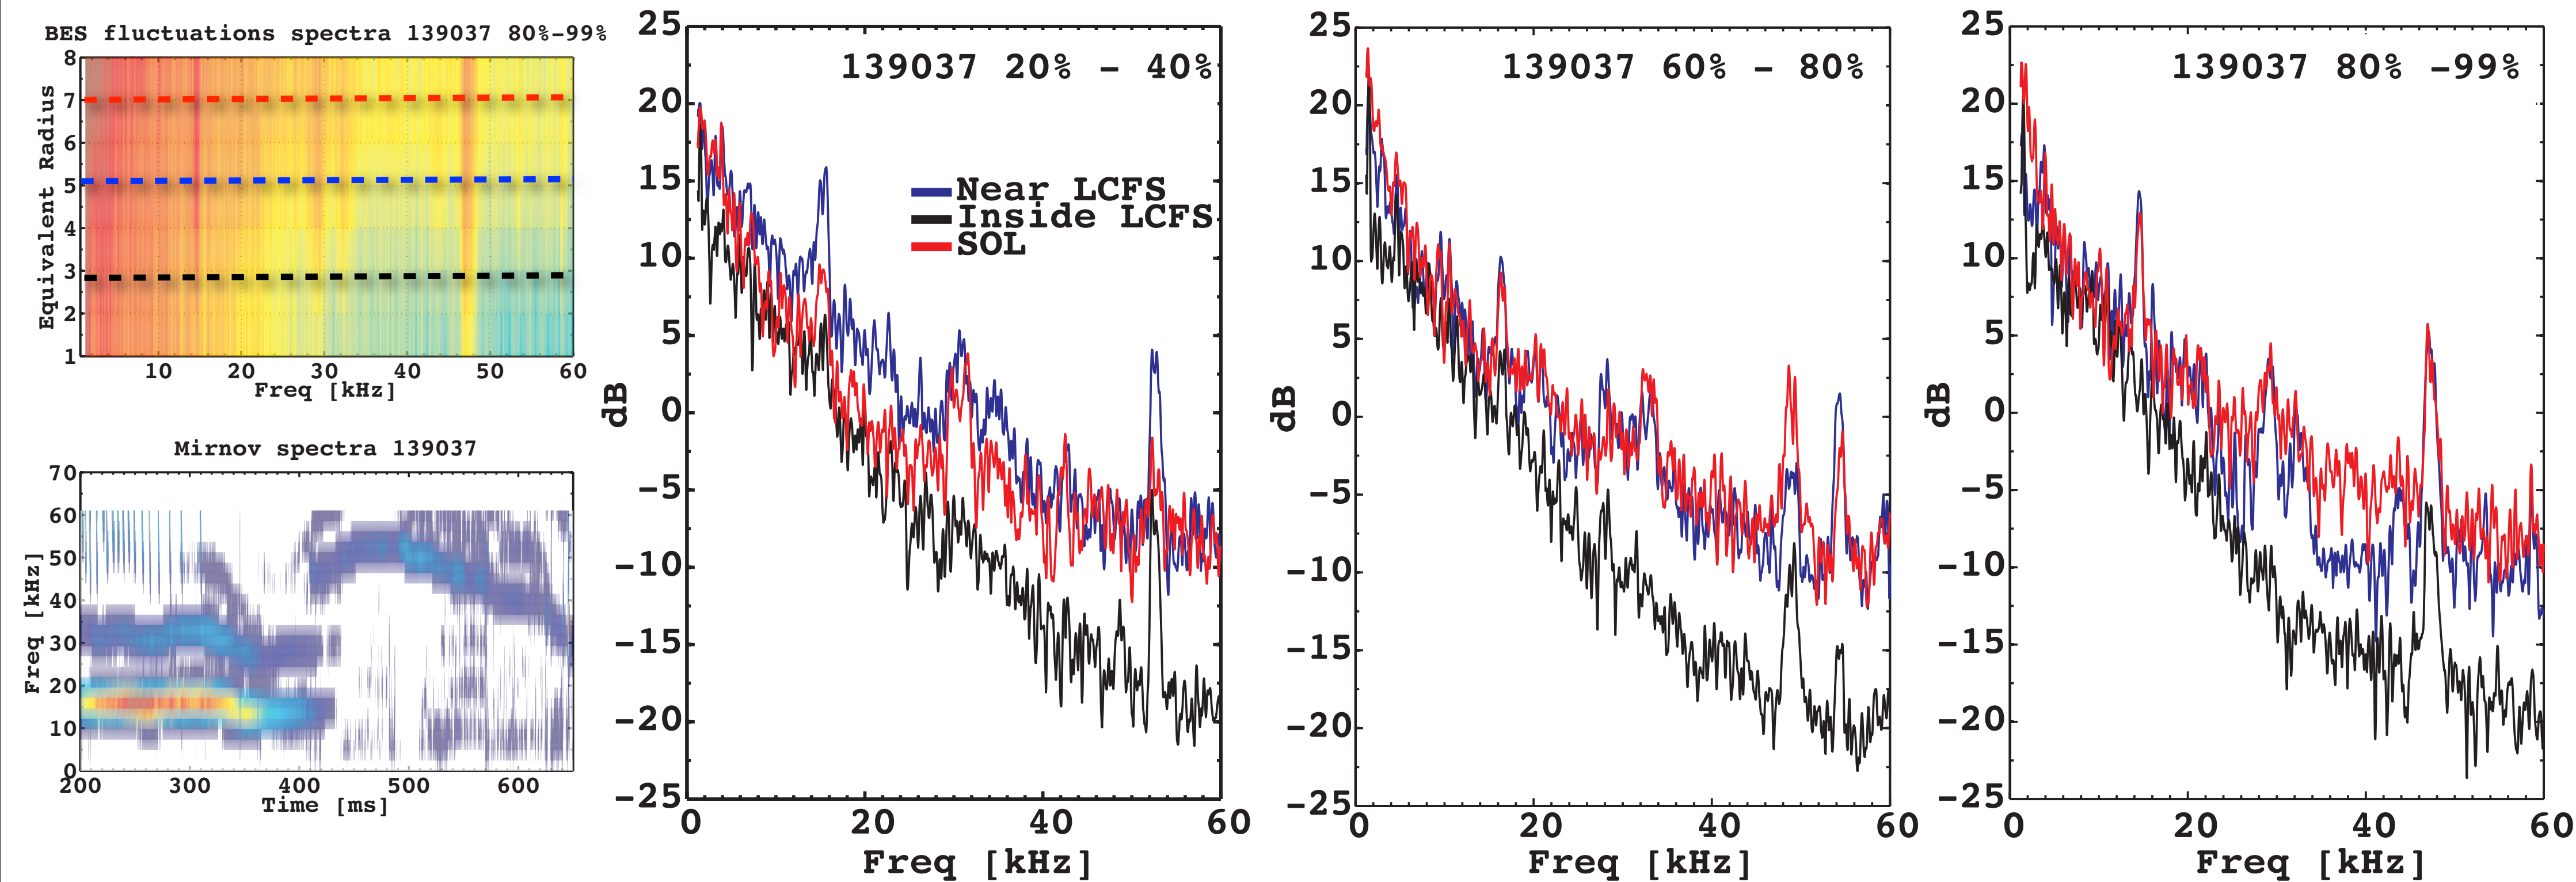 BES fluctuations spectra 139037 80%-99%
8
7
6
5
4
3
2
1
Equivalent Radius
10 20 30 40 50 60
Freq [kHz]
Mirnov spectra 139037
70
60
50
40
30
20
10
0
Freq [kHz]
200 300 400 500 600
Time [ms]
139037 20% - 40%
Near LCFS
Inside LCFS
SOL
25
20
15
10
5
0
-5
-10
-15
-20
-25
dB
0 20 40 60
Freq [kHz]
139037 60% - 80%
25
20
15
10
5
0
-5
-10
-15
-20
-25
dB
0 20 40 60
Freq [kHz]
139037 80% -99%
25
20
15
10
5
0
-5
-10
-15
-20
-25
dB
0 20 40 60
Freq [kHz]